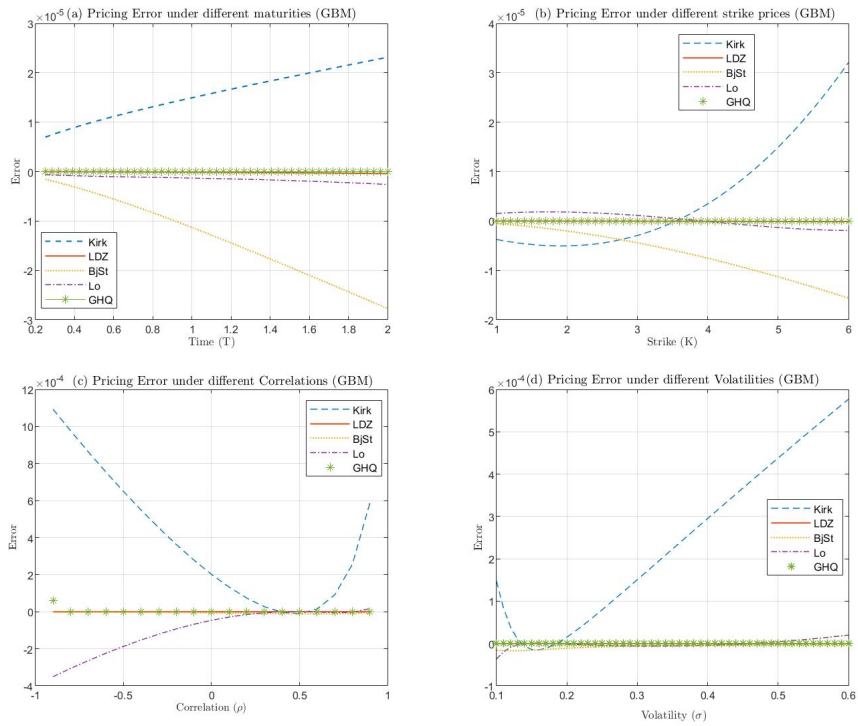 ×10⁻⁵ (a) Pricing Error under different maturities (GBM)
3
2
1
0
-1
-2
-3
Error
Kirk
LDZ
BjSt
Lo
GHQ
0.2 0.4 0.6 0.8 1 1.2 1.4 1.6 1.8 2
Time (T)
×10⁻⁵ (b) Pricing Error under different strike prices (GBM)
4
3
2
1
0
-1
-2
Error
Kirk
LDZ
BjSt
Lo
GHQ
1 2 3 4 5 6
Strike (K)
×10⁻⁴ (c) Pricing Error under different Correlations (GBM)
12
10
8
6
4
2
0
-2
-4
Error
Kirk
LDZ
BjSt
Lo
GHQ
-1 -0.5 0 0.5 1
Correlation (ρ)
×10⁻⁴ (d) Pricing Error under different Volatilities (GBM)
6
5
4
3
2
1
0
-1
Error
Kirk
LDZ
BjSt
Lo
GHQ
0.1 0.2 0.3 0.4 0.5 0.6
Volatility (σ)